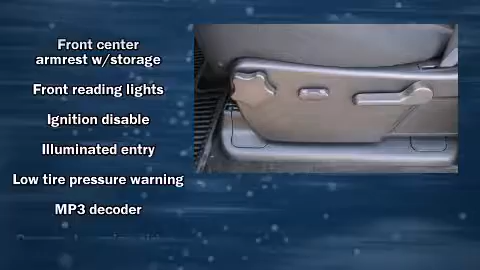 Front center
armrest w/storage
Front reading lights
Ignition disable
Illuminated entry
Low tire pressure warning
MP3 decoder